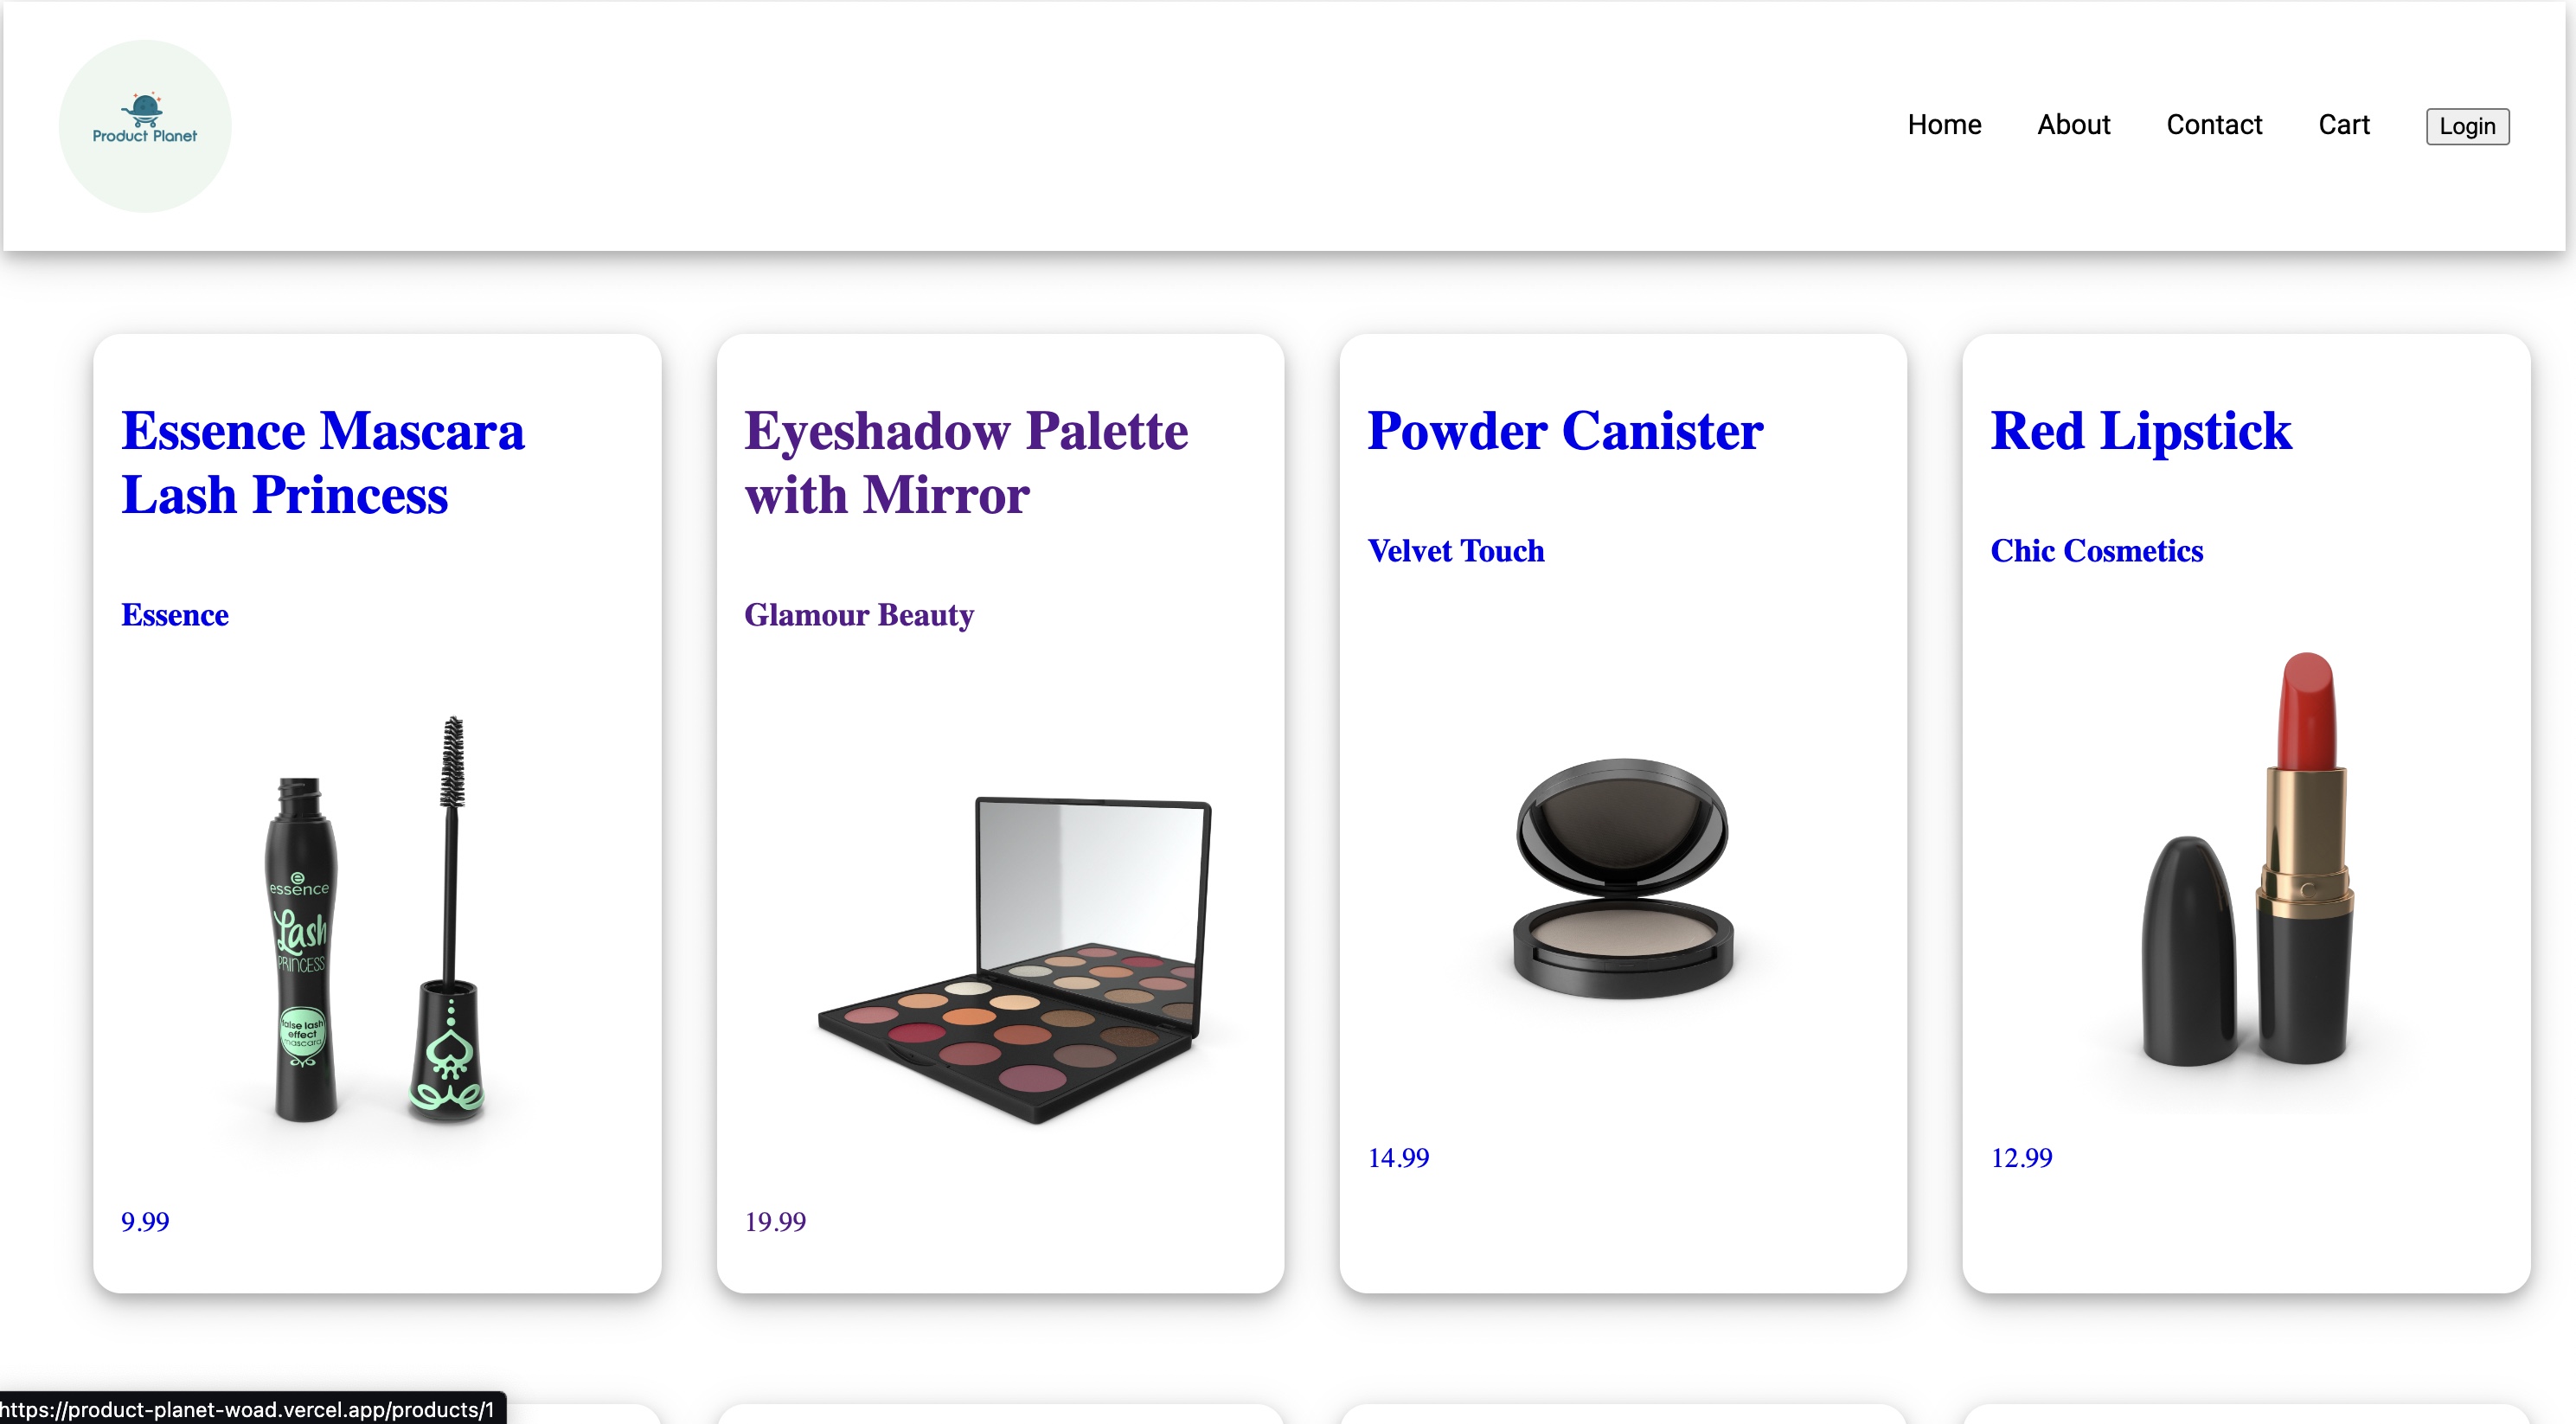 Product Planet
Home About Contact Cart Login
Essence Mascara
Lash Princess
Essence
essence
Lash
PRINCESS
false lash
effect
mascara
9.99
Eyeshadow Palette
with Mirror
Glamour Beauty
19.99
Powder Canister
Velvet Touch
14.99
Red Lipstick
Chic Cosmetics
C
12.99
https://product-planet-woad.vercel.app/products/1